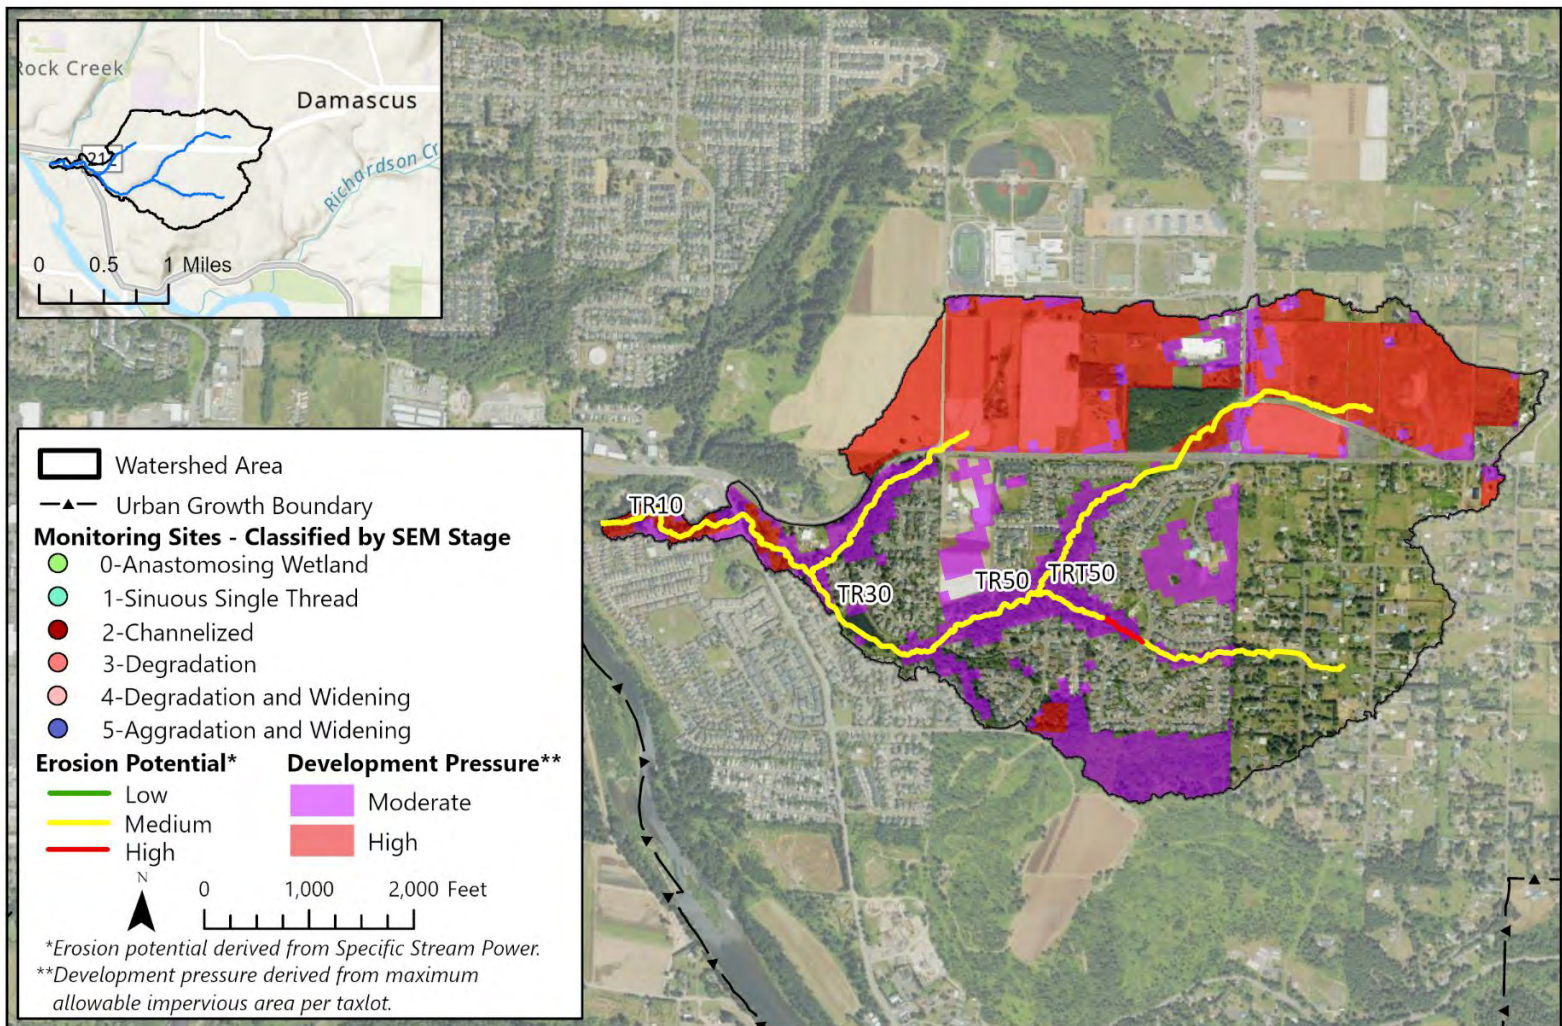 Rock Creek
Damascus
212
Richardson Cr
0 0.5 1 Miles
Watershed Area
Urban Growth Boundary
Monitoring Sites - Classified by SEM Stage
0-Anastomosing Wetland
1-Sinuous Single Thread
2-Channelized
3-Degradation
4-Degradation and Widening
5-Aggradation and Widening
Erosion Potential*
Low
Medium
High
Development Pressure**
Moderate
High
N
0 1,000 2,000 Feet
*Erosion potential derived from Specific Stream Power.
**Development pressure derived from maximum
allowable impervious area per taxlot.
TR10
TR30
TR50
TRT50